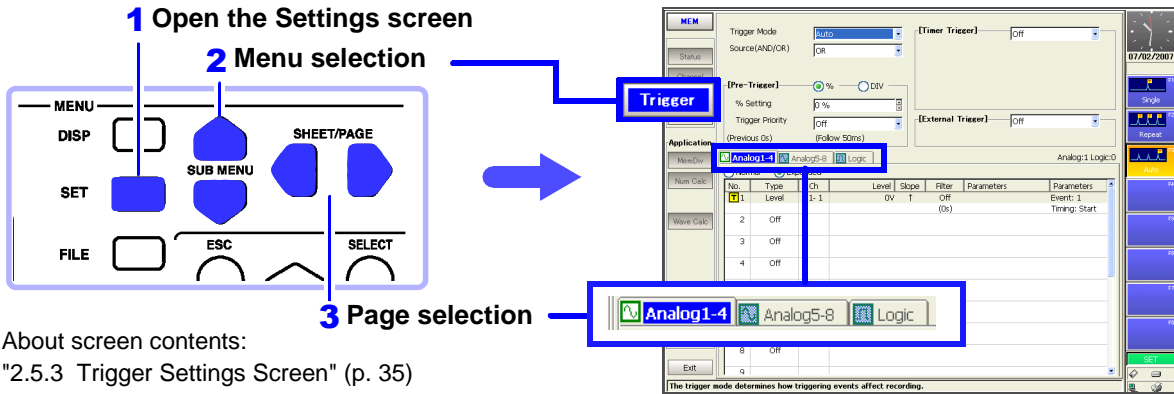 1 Open the Settings screen
2 Menu selection
MENU
DISP
SET
FILE
SUB MENU
SHEET/PAGE
ESC
SELECT
3 Page selection
About screen contents:
"2.5.3 Trigger Settings Screen" (p. 35)
MEM
Status
Trigger
Application
MemDiv
Num Calc
Wave Calc
Exit
Trigger Mode Auto
Source(AND/OR) OR
[Timer Trigger] Off
[Pre-Trigger] % DIV
% Setting 0 %
Trigger Priority Off
(Previous 0s) (Follow 50ms)
[External Trigger] Off
Analog1-4 Analog5-8 Logic
Analog:1 Logic:0
No. Type Ch Level Slope Filter Parameters Parameters
T 1 Level 1- 1 0V ↑ Off Event: 1
(0s) Timing: Start
2 Off
3 Off
4 Off
Analog1-4 Analog5-8 Logic
8 Off
9
The trigger mode determines how triggering events affect recording.
07/02/2007
Single
Repeat
Auto
SET